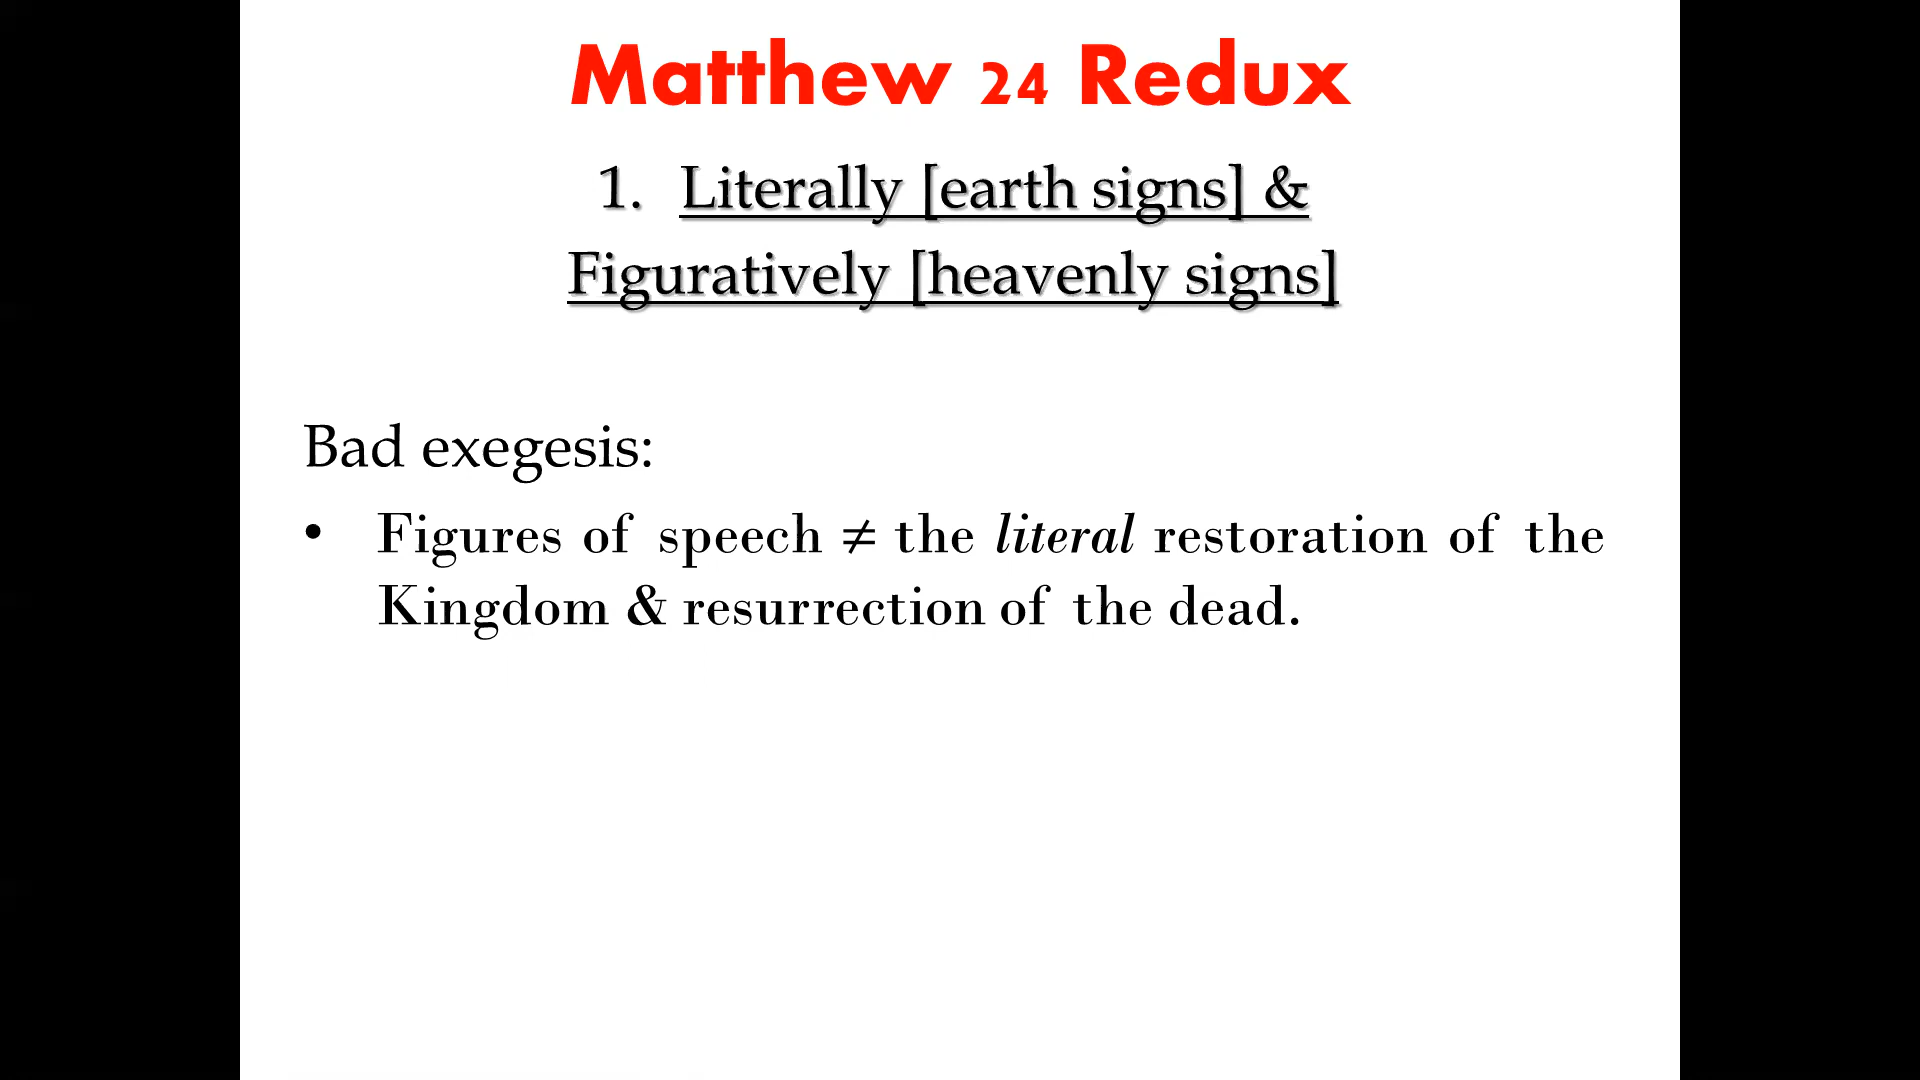 Matthew 24 Redux
1. Literally [earth signs] &
Figuratively [heavenly signs]
Bad exegesis:
• Figures of speech ≠ the literal restoration of the
Kingdom & resurrection of the dead.